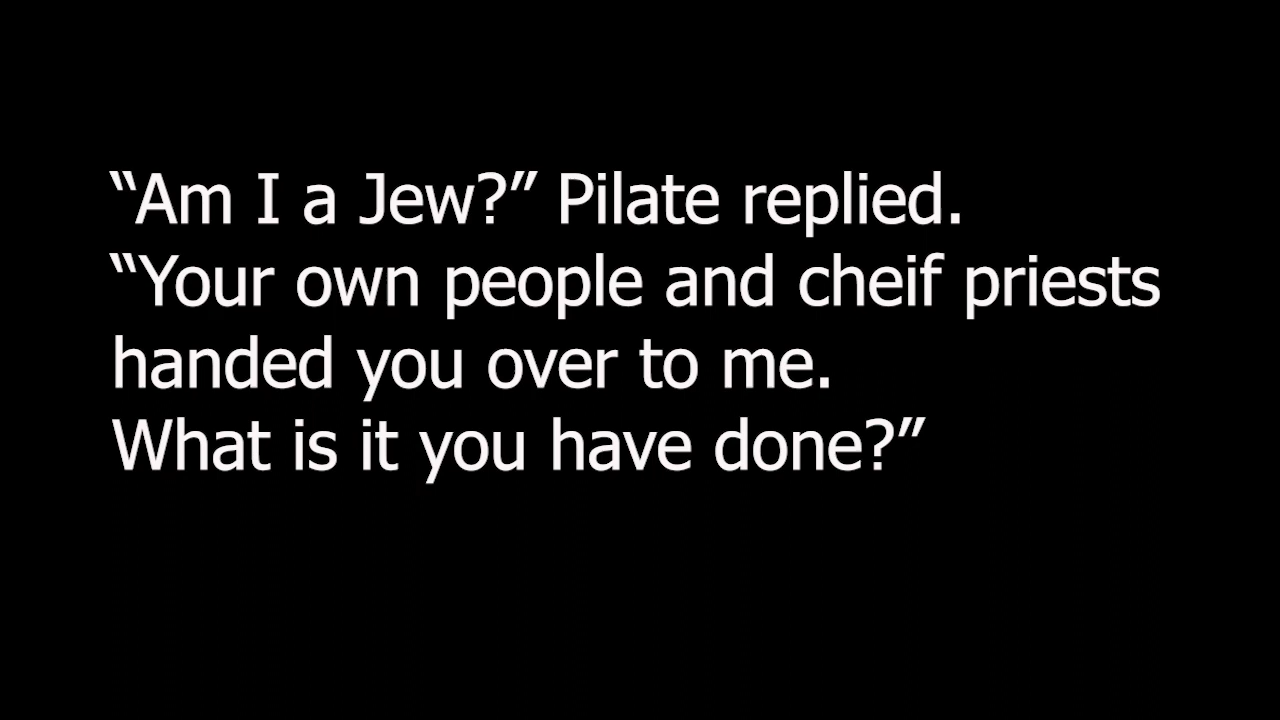 “Am I a Jew?” Pilate replied.
“Your own people and cheif priests
handed you over to me.
What is it you have done?”